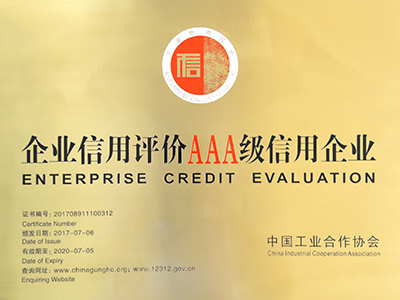 企业信用评价AAA级信用企业
ENTERPRISE CREDIT EVALUATION
证书编号: 201708911100312
Certificate Number
颁发日期: 2017-07-06
Date of Issue
有效期至: 2020-07-05
Date of Expiry
查询网址: www.chinagunghc.org; www.12312.gov.cn
Enquiring Website
中国工业合作协会
China Industrial Cooperation Association